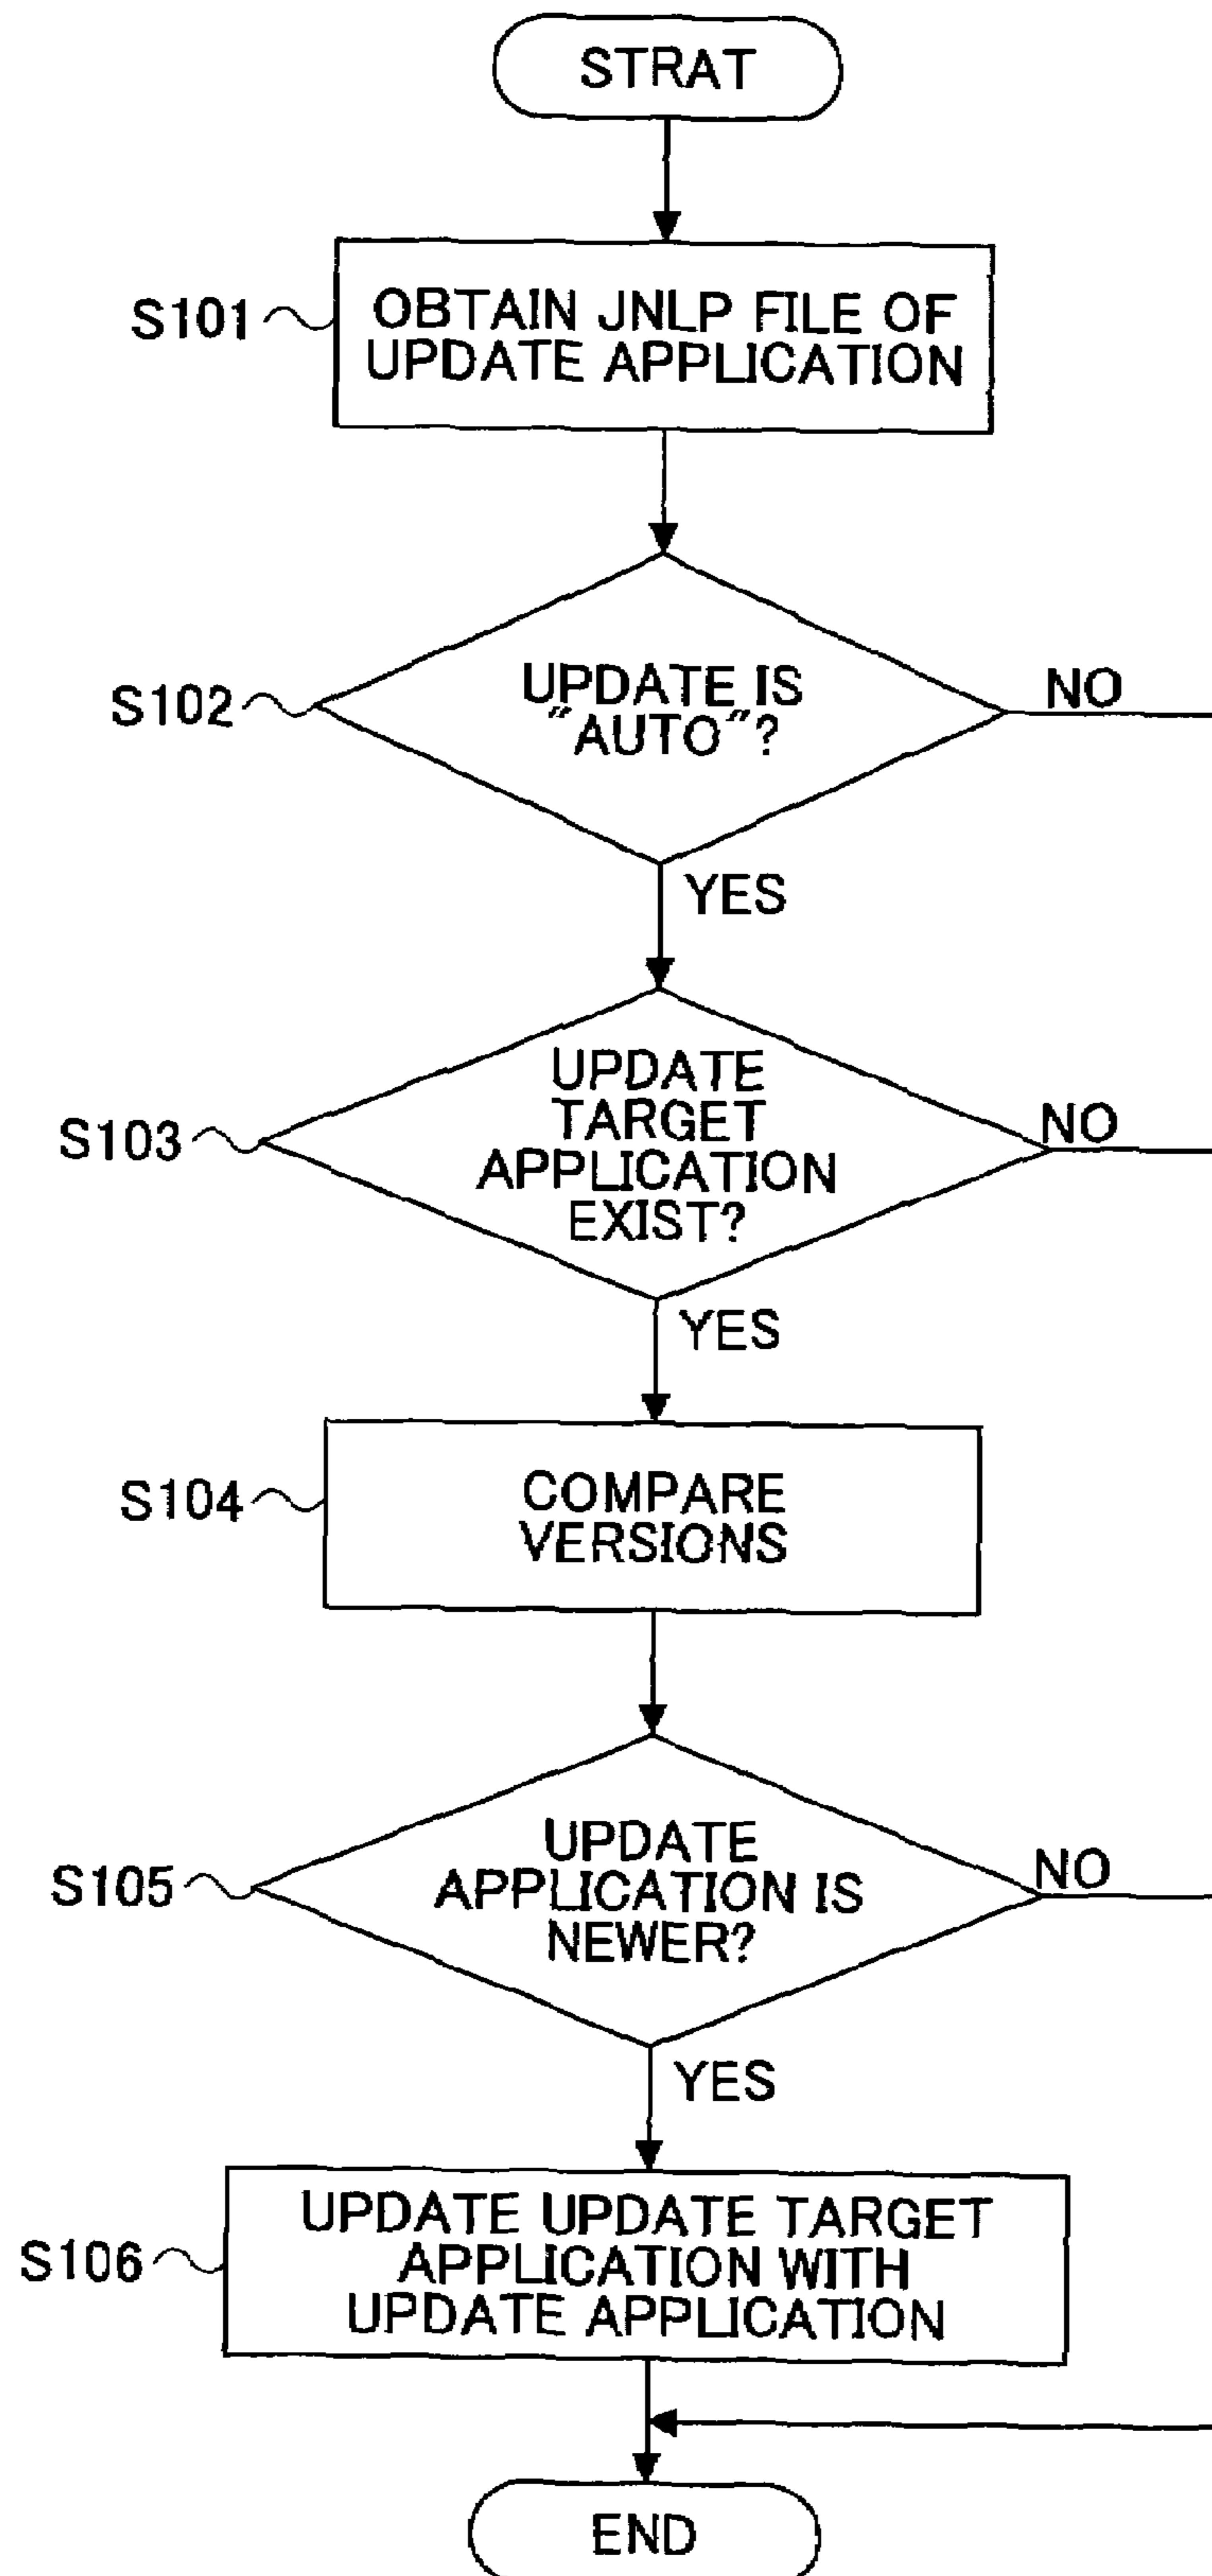 STRAT
S101
OBTAIN JNLP FILE OF
UPDATE APPLICATION
S102
UPDATE IS
"AUTO"?
NO
YES
S103
UPDATE
TARGET
APPLICATION
EXIST?
NO
YES
S104
COMPARE
VERSIONS
S105
UPDATE
APPLICATION IS
NEWER?
NO
YES
S106
UPDATE UPDATE TARGET
APPLICATION WITH
UPDATE APPLICATION
END